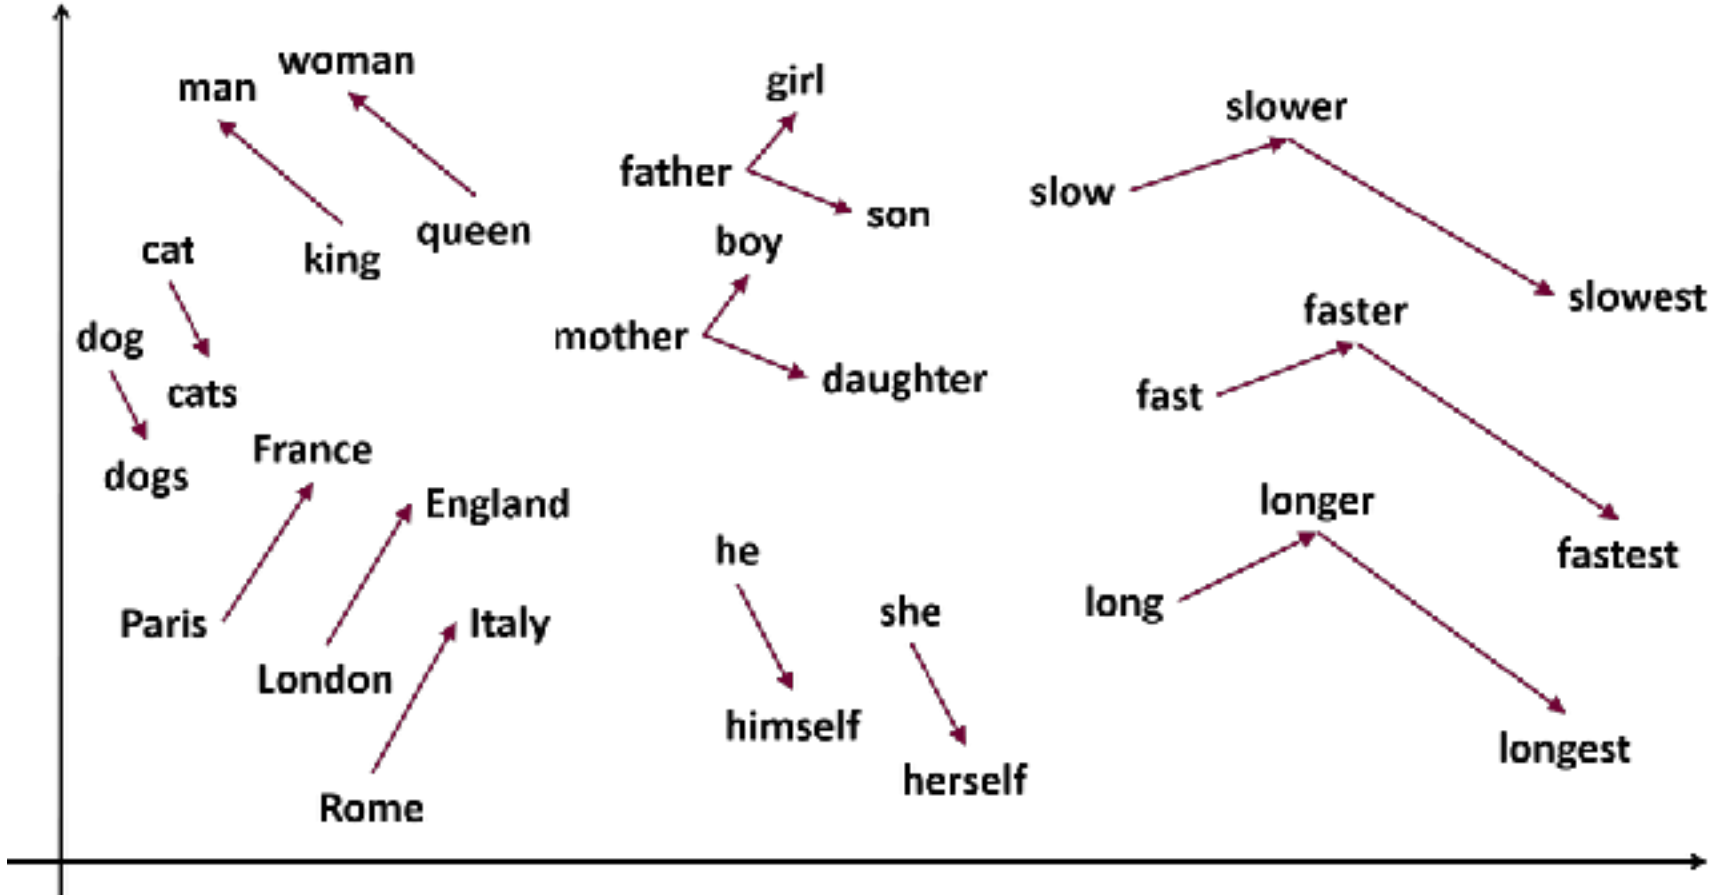 man
woman
king
queen
cat
cats
dog
dogs
France
England
Paris
London
Italy
Rome
girl
father
son
boy
mother
daughter
he
himself
she
herself
slower
slow
slowest
faster
fast
fastest
longer
long
longest